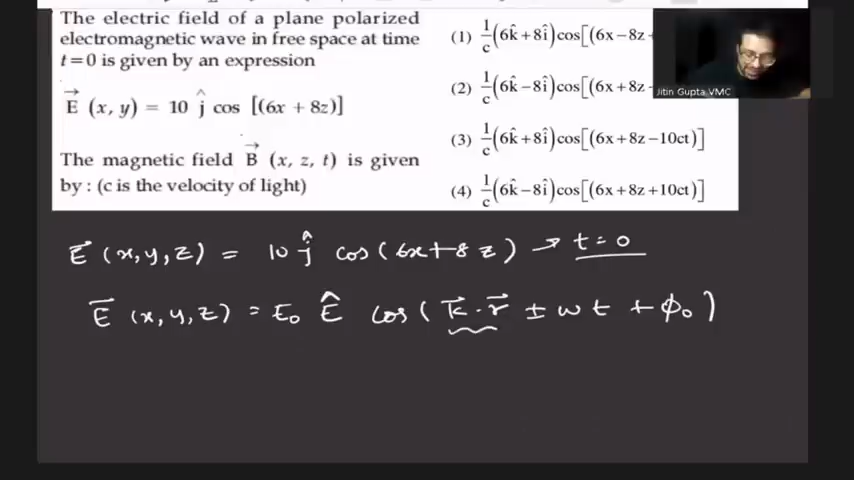 The electric field of a plane polarized
electromagnetic wave in free space at time
t=0 is given by an expression
E⃗ (x, y) = 10 ĵ cos [(6x + 8z)]
The magnetic field B⃗ (x, z, t) is given
by : (c is the velocity of light)
(1) 1/c (6k̂+8î)cos[(6x−8z+
(2) 1/c (6k̂−8î)cos[(6x+8z
(3) 1/c (6k̂+8î)cos[(6x+8z−10ct)]
(4) 1/c (6k̂−8î)cos[(6x+8z+10ct)]
Jitin Gupta, VMC
E⃗ (x,y,z) = 10 ĵ cos(6x+8z) → t=0
E⃗ (x,y,z) = E₀ Ê cos(k⃗·r⃗ ± ωt + ϕ₀)